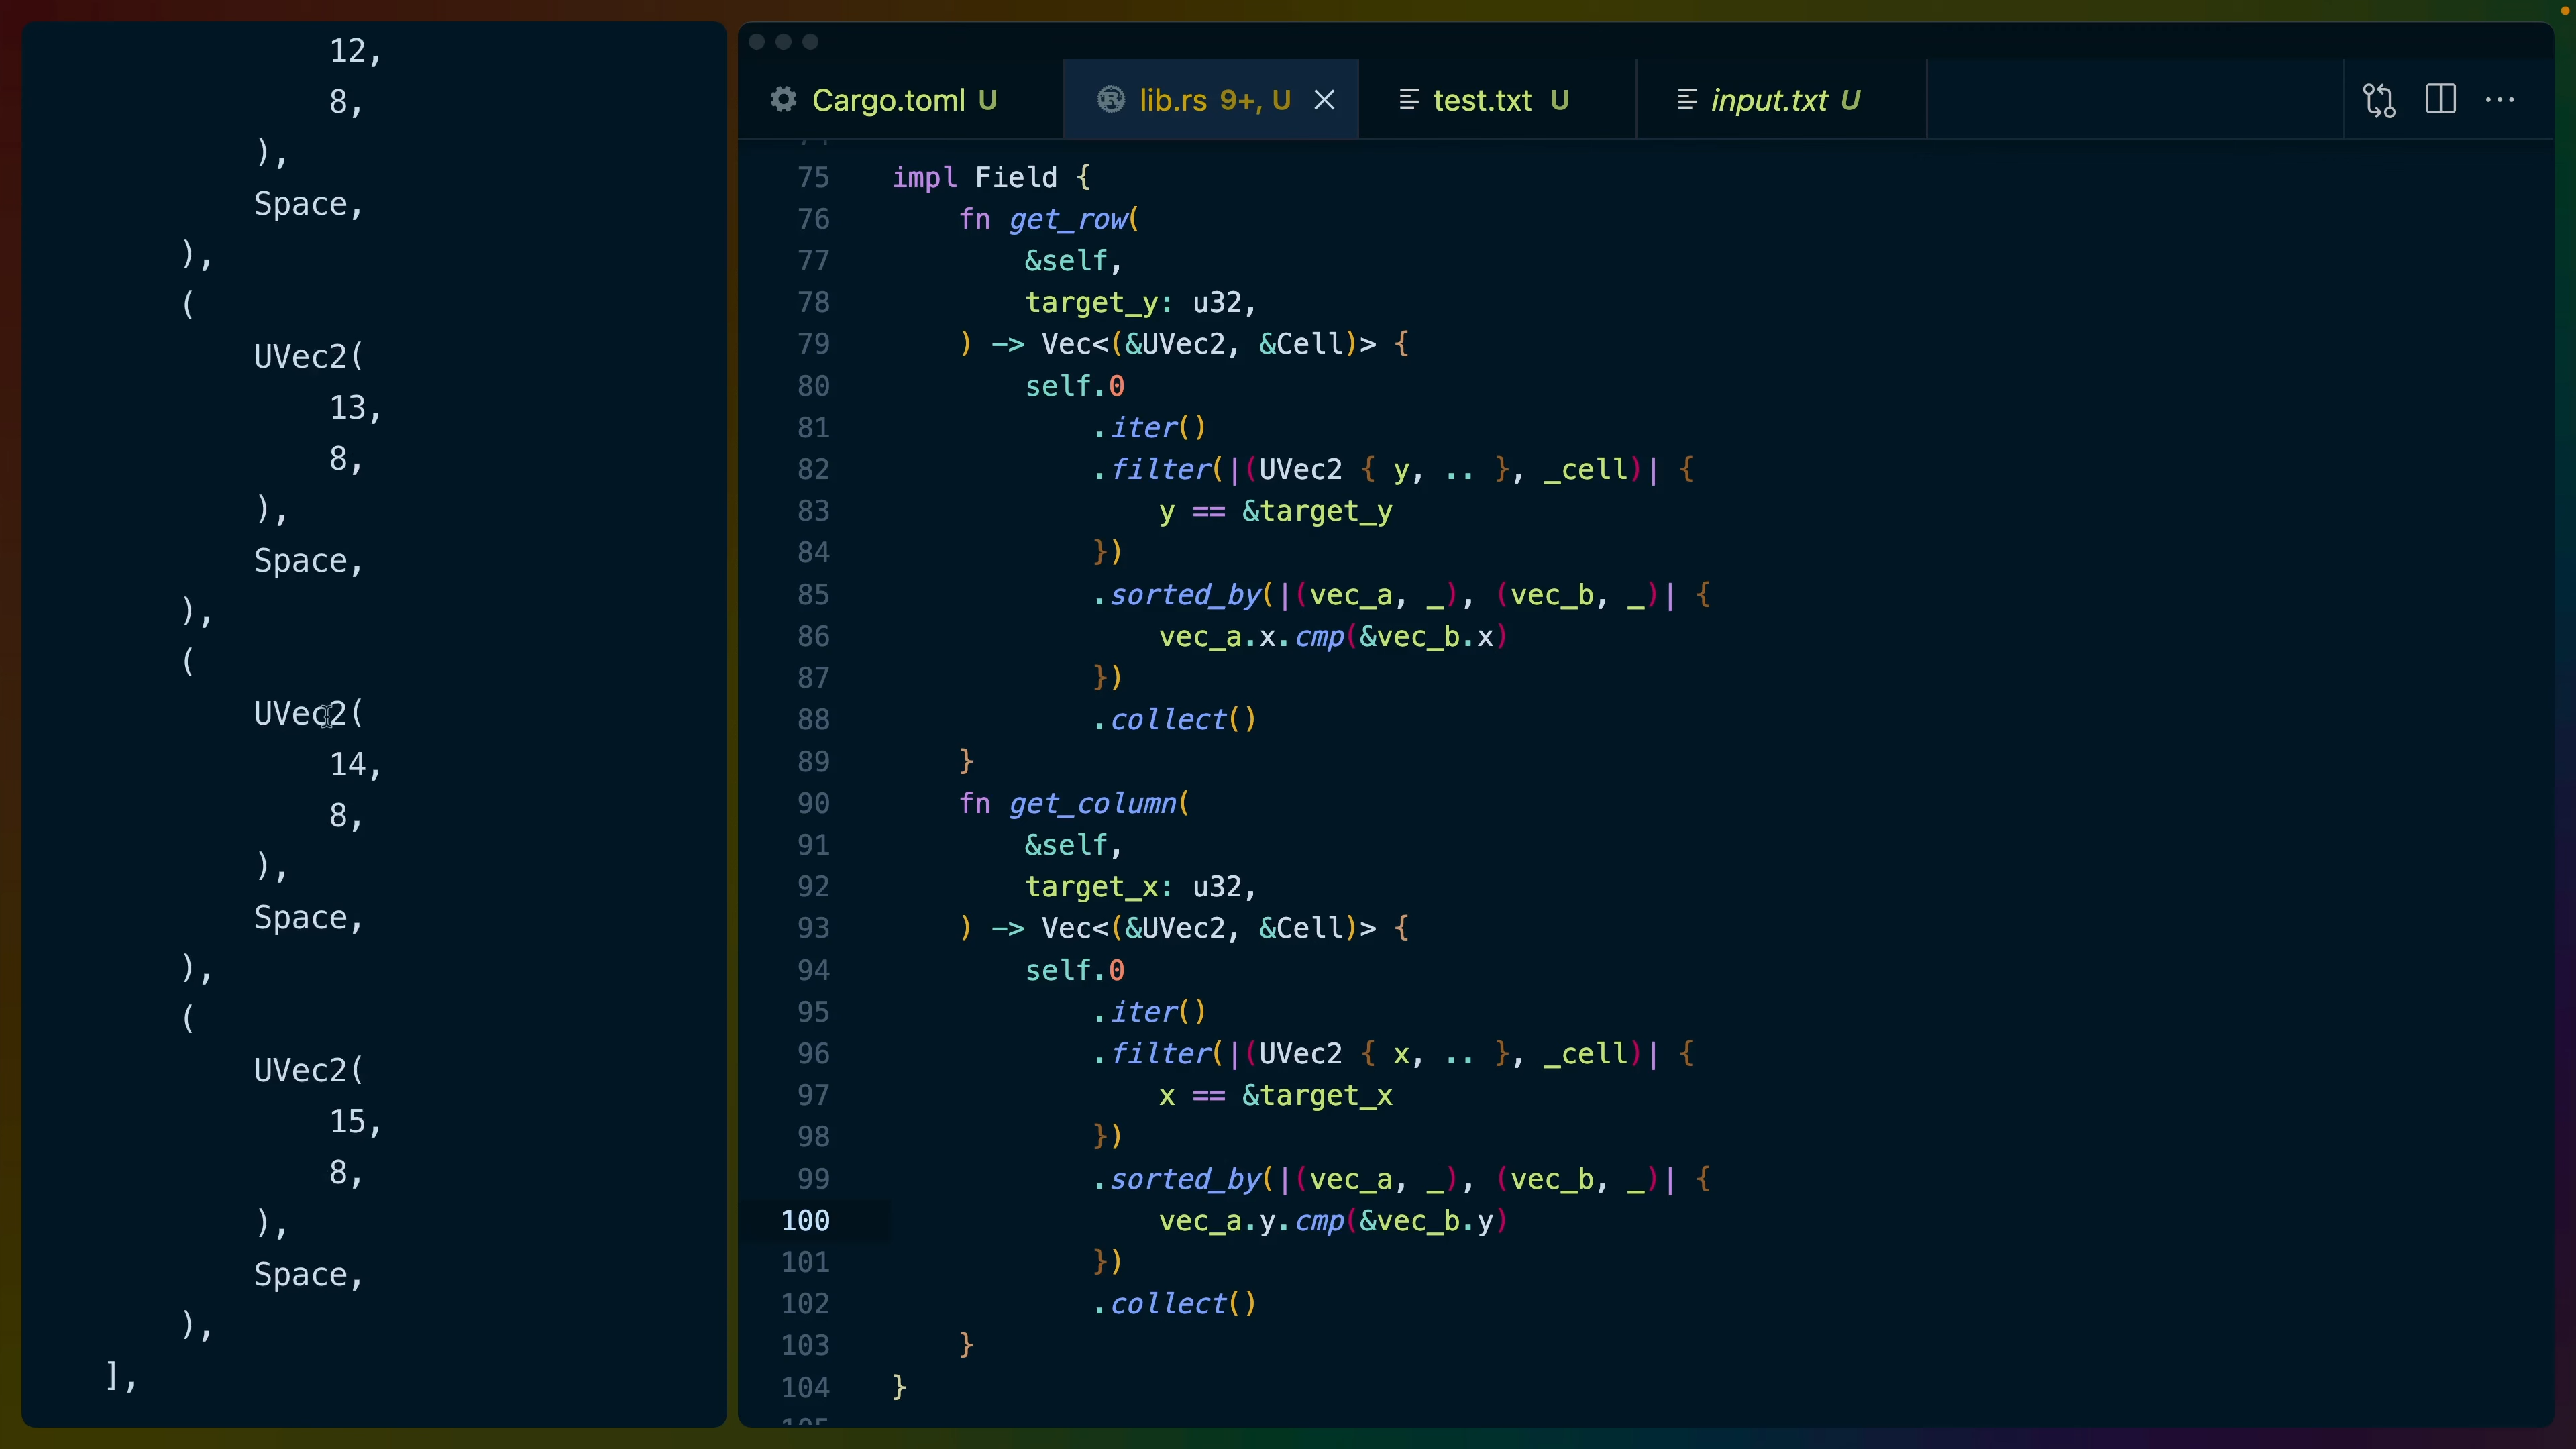 12,
8,
),
Space,
),
(
UVec2(
13,
8,
),
Space,
),
(
UVec2(
14,
8,
),
Space,
),
(
UVec2(
15,
8,
),
Space,
),
],
Cargo.toml U
lib.rs 9+, U
test.txt U
input.txt U
75 impl Field {
76 fn get_row(
77 &self,
78 target_y: u32,
79 ) -> Vec<(&UVec2, &Cell)> {
80 self.0
81 .iter()
82 .filter(|(UVec2 { y, .. }, _cell)| {
83 y == &target_y
84 })
85 .sorted_by(|(vec_a, _), (vec_b, _)| {
86 vec_a.x.cmp(&vec_b.x)
87 })
88 .collect()
89 }
90 fn get_column(
91 &self,
92 target_x: u32,
93 ) -> Vec<(&UVec2, &Cell)> {
94 self.0
95 .iter()
96 .filter(|(UVec2 { x, .. }, _cell)| {
97 x == &target_x
98 })
99 .sorted_by(|(vec_a, _), (vec_b, _)| {
100 vec_a.y.cmp(&vec_b.y)
101 })
102 .collect()
103 }
104 }